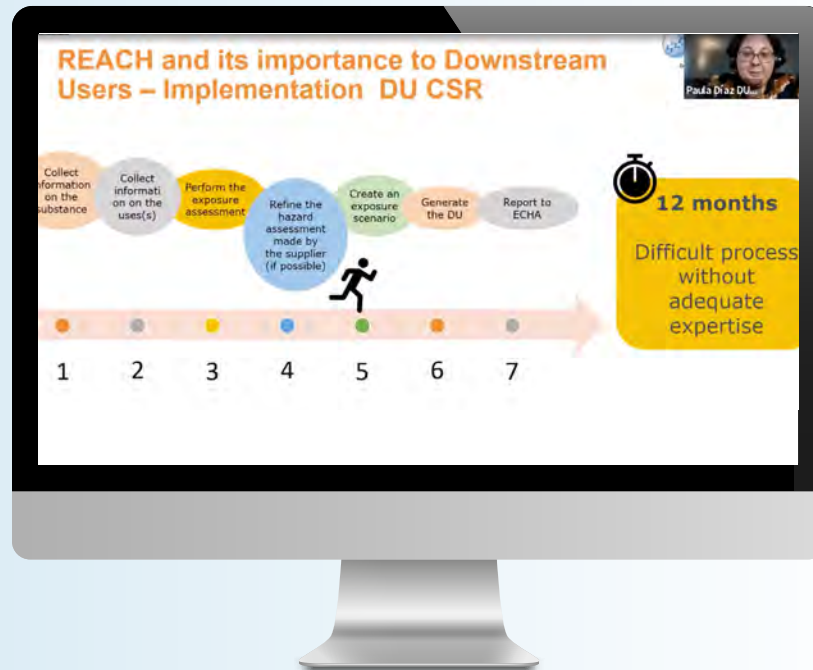 REACH and its importance to Downstream
Users – Implementation DU CSR
Paula Díaz DU...
Collect
nformation
on the
substance
Collect
informati
on on the
uses(s)
Perform the
exposure
assessment
Refine the
hazard
assessment
made by
the supplier
(if possible)
Create an
exposure
scenario
Generate
the DU
Report to
ECHA
12 months
Difficult process
without
adequate
expertise
1 2 3 4 5 6 7